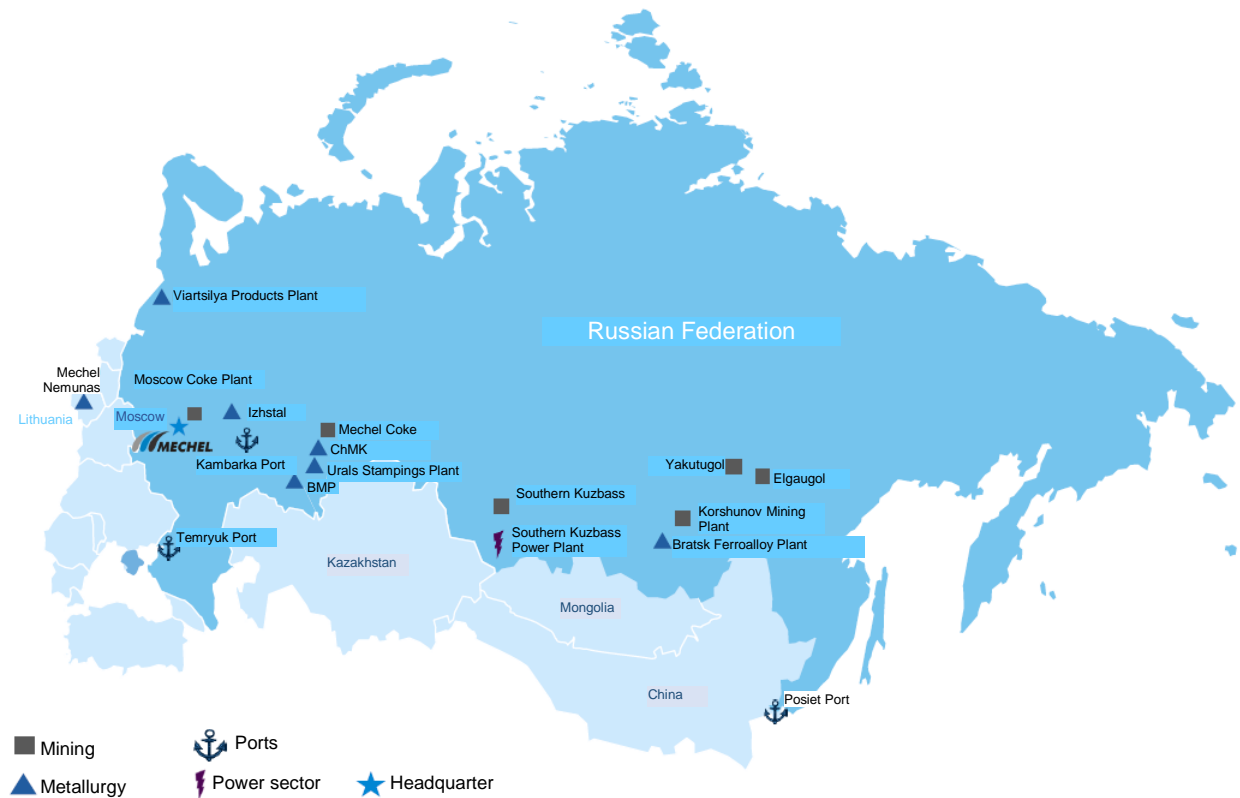 Viartsilya Products Plant
Russian Federation
Mechel
Nemunas
Moscow Coke Plant
Lithuania
Moscow
Izhstal
MECHEL
Mechel Coke
ChMK
Kambarka Port
Urals Stampings Plant
BMP
Yakutugol
Elgaugol
Southern Kuzbass
Korshunov Mining
Plant
Temryuk Port
Southern Kuzbass
Power Plant
Bratsk Ferroalloy Plant
Kazakhstan
Mongolia
China
Posiet Port
Mining
Ports
Metallurgy
Power sector
Headquarter